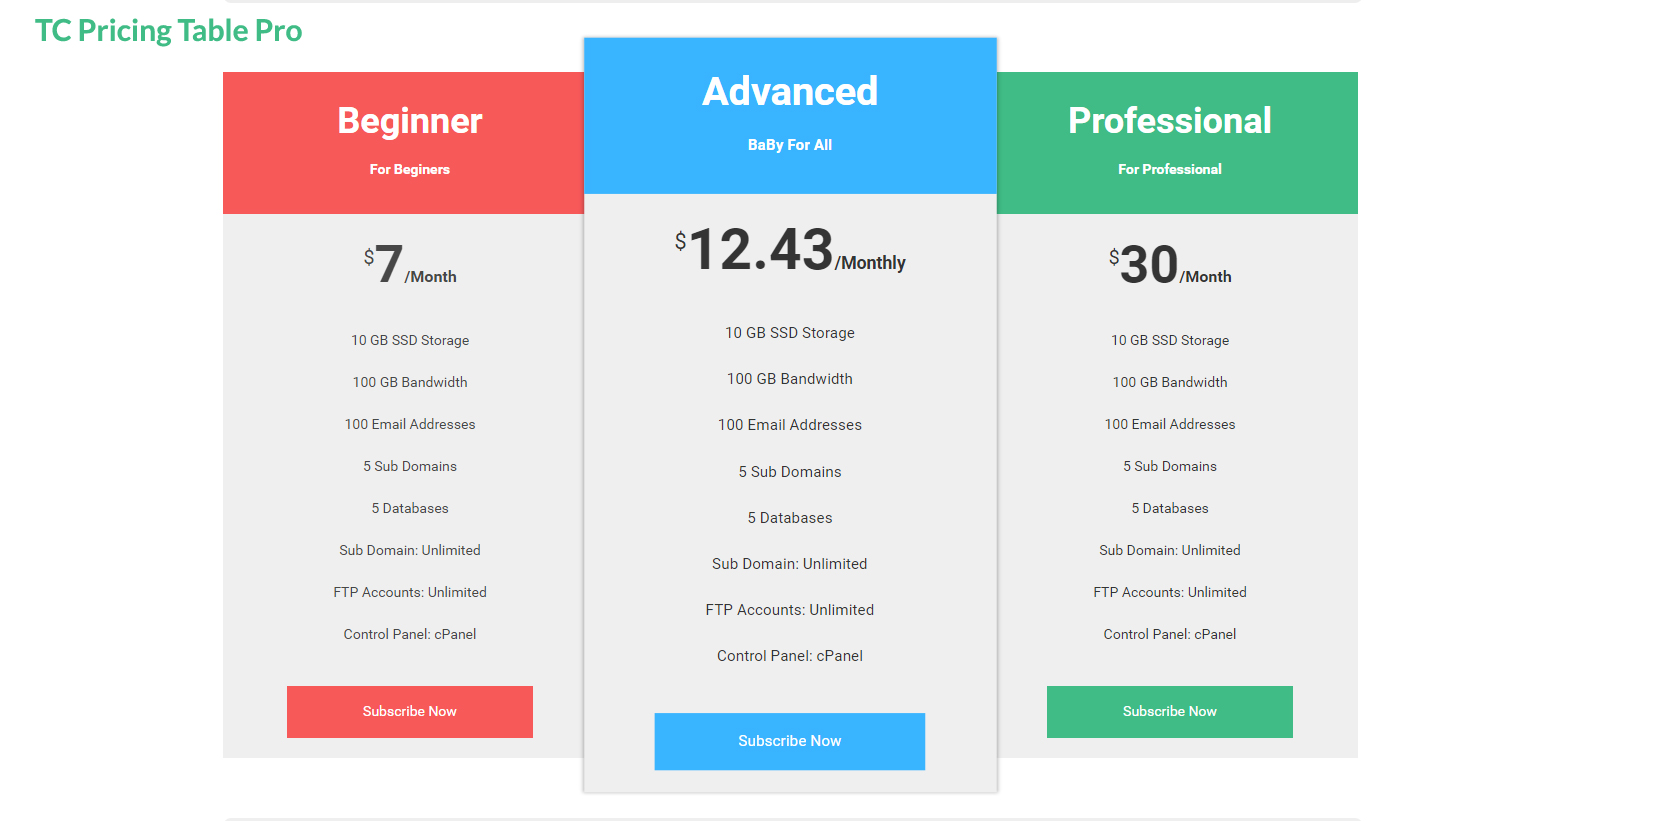 TC Pricing Table Pro
Beginner
For Beginers
$7/Month
10 GB SSD Storage
100 GB Bandwidth
100 Email Addresses
5 Sub Domains
5 Databases
Sub Domain: Unlimited
FTP Accounts: Unlimited
Control Panel: cPanel
Subscribe Now
Advanced
BaBy For All
$12.43/Monthly
10 GB SSD Storage
100 GB Bandwidth
100 Email Addresses
5 Sub Domains
5 Databases
Sub Domain: Unlimited
FTP Accounts: Unlimited
Control Panel: cPanel
Subscribe Now
Professional
For Professional
$30/Month
10 GB SSD Storage
100 GB Bandwidth
100 Email Addresses
5 Sub Domains
5 Databases
Sub Domain: Unlimited
FTP Accounts: Unlimited
Control Panel: cPanel
Subscribe Now